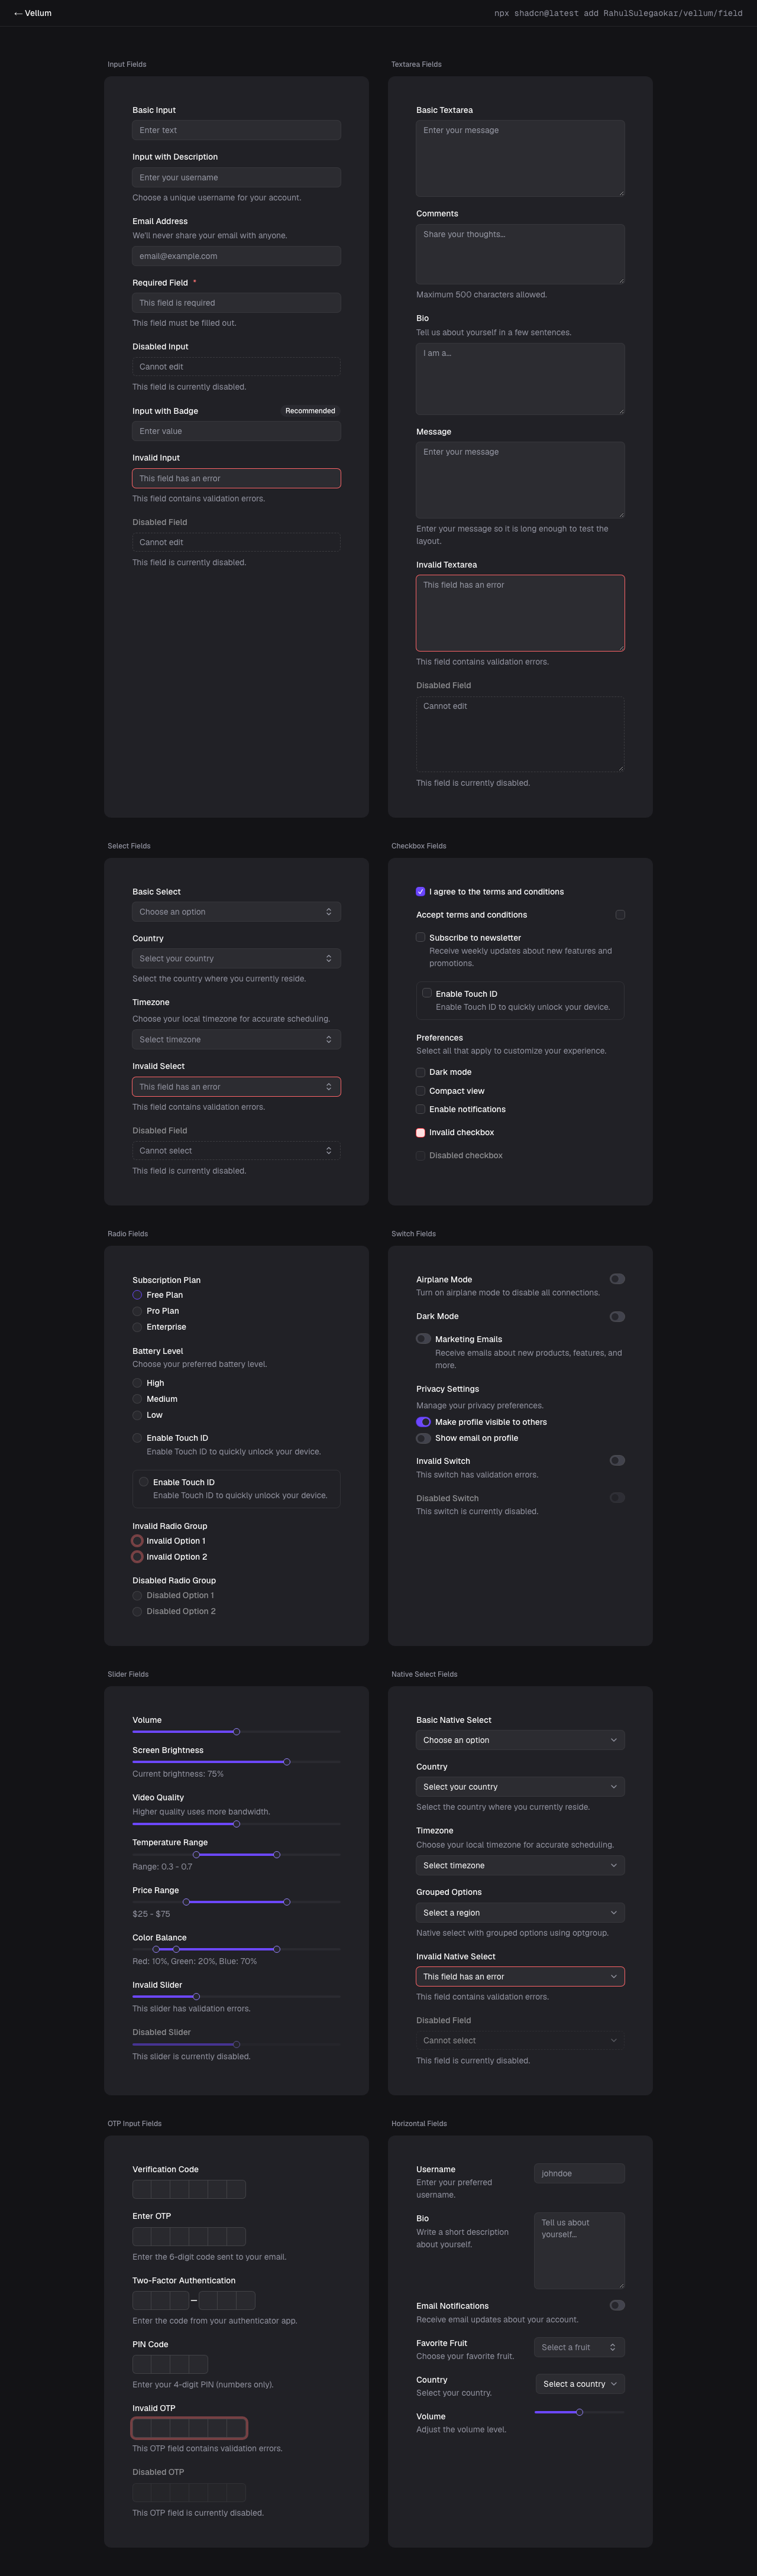 ← Vellum
npx shadcn@latest add RahulSulegaokar/vellum/field
Input Fields
Basic Input
Enter text
Input with Description
Enter your username
Choose a unique username for your account.
Email Address
We'll never share your email with anyone.
email@example.com
Required Field *
This field is required
This field must be filled out.
Disabled Input
Cannot edit
This field is currently disabled.
Input with Badge
Recommended
Enter value
Invalid Input
This field has an error
This field contains validation errors.
Disabled Field
Cannot edit
This field is currently disabled.
Textarea Fields
Basic Textarea
Enter your message
Comments
Share your thoughts...
Maximum 500 characters allowed.
Bio
Tell us about yourself in a few sentences.
I am a...
Message
Enter your message
Enter your message so it is long enough to test the
layout.
Invalid Textarea
This field has an error
This field contains validation errors.
Disabled Field
Cannot edit
This field is currently disabled.
Select Fields
Basic Select
Choose an option
Country
Select your country
Select the country where you currently reside.
Timezone
Choose your local timezone for accurate scheduling.
Select timezone
Invalid Select
This field has an error
This field contains validation errors.
Disabled Field
Cannot select
This field is currently disabled.
Checkbox Fields
I agree to the terms and conditions
Accept terms and conditions
Subscribe to newsletter
Receive weekly updates about new features and
promotions.
Enable Touch ID
Enable Touch ID to quickly unlock your device.
Preferences
Select all that apply to customize your experience.
Dark mode
Compact view
Enable notifications
Invalid checkbox
Disabled checkbox
Radio Fields
Subscription Plan
Free Plan
Pro Plan
Enterprise
Battery Level
Choose your preferred battery level.
High
Medium
Low
Enable Touch ID
Enable Touch ID to quickly unlock your device.
Enable Touch ID
Enable Touch ID to quickly unlock your device.
Invalid Radio Group
Invalid Option 1
Invalid Option 2
Disabled Radio Group
Disabled Option 1
Disabled Option 2
Switch Fields
Airplane Mode
Turn on airplane mode to disable all connections.
Dark Mode
Marketing Emails
Receive emails about new products, features, and
more.
Privacy Settings
Manage your privacy preferences.
Make profile visible to others
Show email on profile
Invalid Switch
This switch has validation errors.
Disabled Switch
This switch is currently disabled.
Slider Fields
Volume
Screen Brightness
Current brightness: 75%
Video Quality
Higher quality uses more bandwidth.
Temperature Range
Range: 0.3 - 0.7
Price Range
$25 - $75
Color Balance
Red: 10%, Green: 20%, Blue: 70%
Invalid Slider
This slider has validation errors.
Disabled Slider
This slider is currently disabled.
Native Select Fields
Basic Native Select
Choose an option
Country
Select your country
Select the country where you currently reside.
Timezone
Choose your local timezone for accurate scheduling.
Select timezone
Grouped Options
Select a region
Native select with grouped options using optgroup.
Invalid Native Select
This field has an error
This field contains validation errors.
Disabled Field
Cannot select
This field is currently disabled.
OTP Input Fields
Verification Code
Enter OTP
Enter the 6-digit code sent to your email.
Two-Factor Authentication
Enter the code from your authenticator app.
PIN Code
Enter your 4-digit PIN (numbers only).
Invalid OTP
This OTP field contains validation errors.
Disabled OTP
This OTP field is currently disabled.
Horizontal Fields
Username
Enter your preferred
username.
johndoe
Bio
Write a short description
about yourself.
Tell us about
yourself...
Email Notifications
Receive email updates about your account.
Favorite Fruit
Choose your favorite fruit.
Select a fruit
Country
Select your country.
Select a country
Volume
Adjust the volume level.